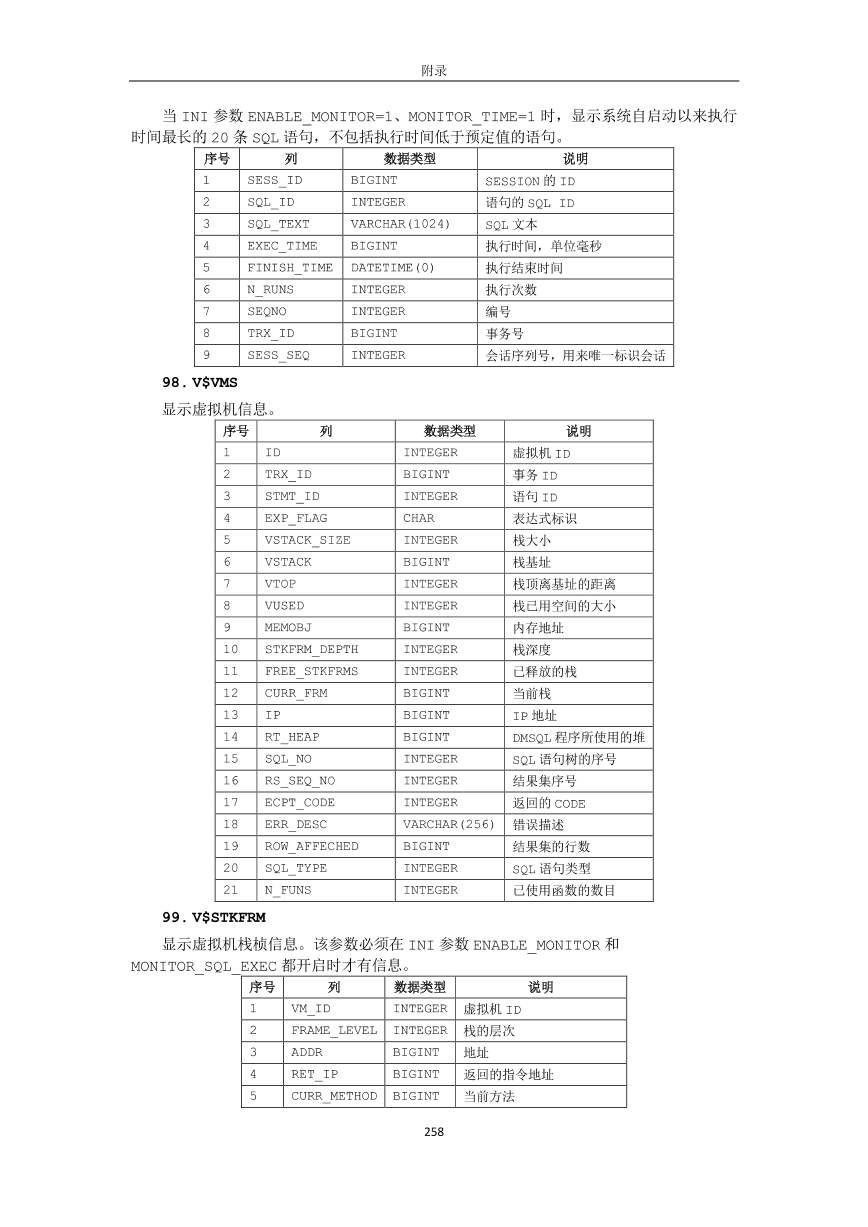 附录
当 INI 参数 ENABLE_MONITOR=1、MONITOR_TIME=1 时，显示系统自启动以来执行
时间最长的 20 条 SQL 语句，不包括执行时间低于预定值的语句。
序号 列 数据类型 说明
1 SESS_ID BIGINT SESSION 的 ID
2 SQL_ID INTEGER 语句的 SQL ID
3 SQL_TEXT VARCHAR(1024) SQL 文本
4 EXEC_TIME BIGINT 执行时间，单位毫秒
5 FINISH_TIME DATETIME(0) 执行结束时间
6 N_RUNS INTEGER 执行次数
7 SEQNO INTEGER 编号
8 TRX_ID BIGINT 事务号
9 SESS_SEQ INTEGER 会话序列号，用来唯一标识会话
98. V$VMS
显示虚拟机信息。
序号 列 数据类型 说明
1 ID INTEGER 虚拟机 ID
2 TRX_ID BIGINT 事务 ID
3 STMT_ID INTEGER 语句 ID
4 EXP_FLAG CHAR 表达式标识
5 VSTACK_SIZE INTEGER 栈大小
6 VSTACK BIGINT 栈基址
7 VTOP INTEGER 栈顶离基址的距离
8 VUSED INTEGER 栈已用空间的大小
9 MEMOBJ BIGINT 内存地址
10 STKFRM_DEPTH INTEGER 栈深度
11 FREE_STKFRMS INTEGER 已释放的栈
12 CURR_FRM BIGINT 当前栈
13 IP BIGINT IP 地址
14 RT_HEAP BIGINT DMSQL 程序所使用的堆
15 SQL_NO INTEGER SQL 语句树的序号
16 RS_SEQ_NO INTEGER 结果集序号
17 ECPT_CODE INTEGER 返回的 CODE
18 ERR_DESC VARCHAR(256) 错误描述
19 ROW_AFFECHED BIGINT 结果集的行数
20 SQL_TYPE INTEGER SQL 语句类型
21 N_FUNS INTEGER 已使用函数的数目
99. V$STKFRM
显示虚拟机栈桢信息。该参数必须在 INI 参数 ENABLE_MONITOR 和
MONITOR_SQL_EXEC 都开启时才有信息。
序号 列 数据类型 说明
1 VM_ID INTEGER 虚拟机 ID
2 FRAME_LEVEL INTEGER 栈的层次
3 ADDR BIGINT 地址
4 RET_IP BIGINT 返回的指令地址
5 CURR_METHOD BIGINT 当前方法
258